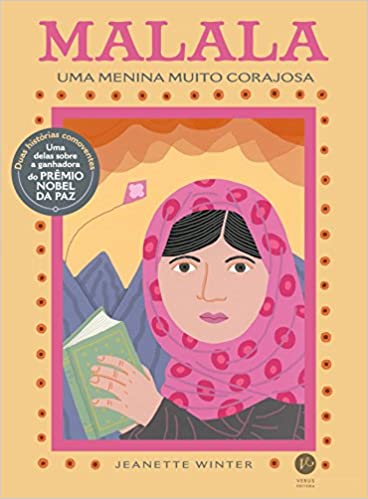 MALALA
UMA MENINA MUITO CORAJOSA
Duas histórias comoventes
Uma
delas sobre
a ganhadora
do PRÊMIO
NOBEL
DA PAZ
JEANETTE WINTER
VERUS
EDITORA